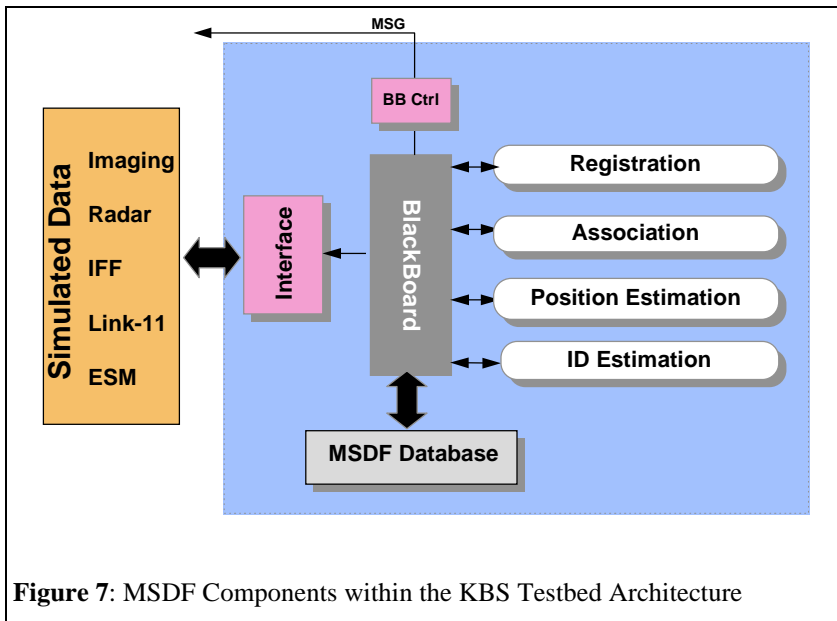 MSG
BB Ctrl
Simulated Data
Imaging
Radar
IFF
Link-11
ESM
Interface
BlackBoard
Registration
Association
Position Estimation
ID Estimation
MSDF Database
Figure 7: MSDF Components within the KBS Testbed Architecture